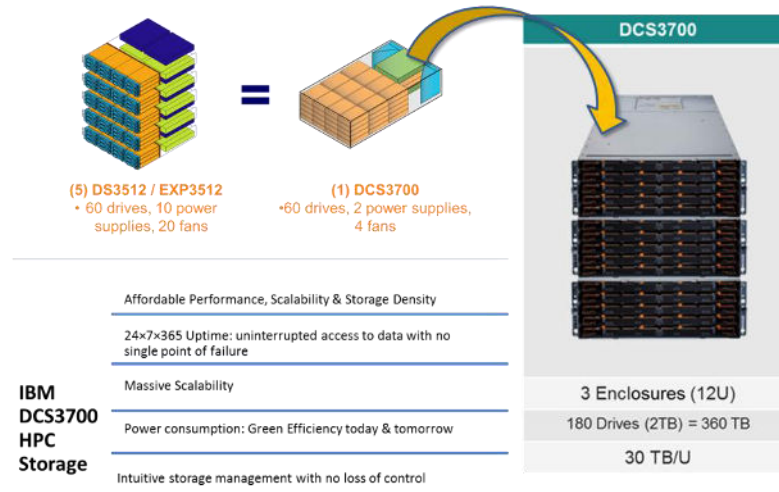 DCS3700
(5) DS3512 / EXP3512
• 60 drives, 10 power
supplies, 20 fans
(1) DCS3700
•60 drives, 2 power supplies,
4 fans
Affordable Performance, Scalability & Storage Density
24×7×365 Uptime: uninterrupted access to data with no
single point of failure
Massive Scalability
Power consumption: Green Efficiency today & tomorrow
Intuitive storage management with no loss of control
IBM
DCS3700
HPC
Storage
3 Enclosures (12U)
180 Drives (2TB) = 360 TB
30 TB/U